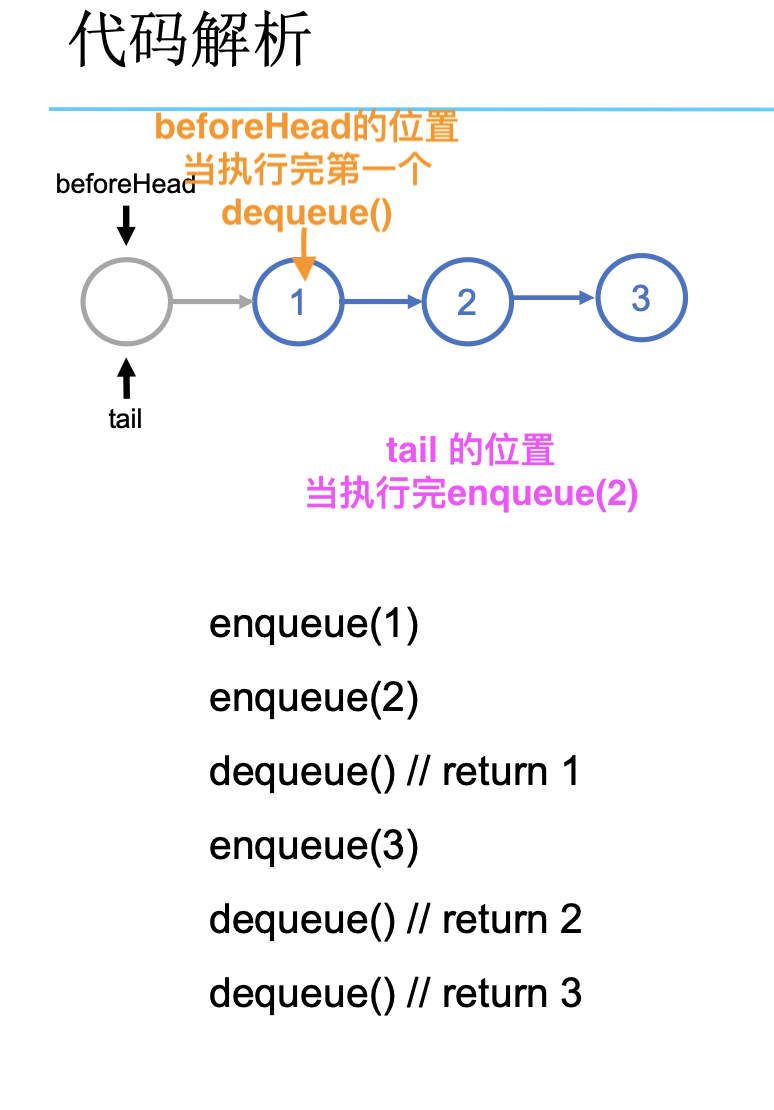 代码解析
beforeHead的位置
当执行完第一个
dequeue()
beforeHead
1
2
3
tail
tail 的位置
当执行完enqueue(2)
enqueue(1)
enqueue(2)
dequeue() // return 1
enqueue(3)
dequeue() // return 2
dequeue() // return 3